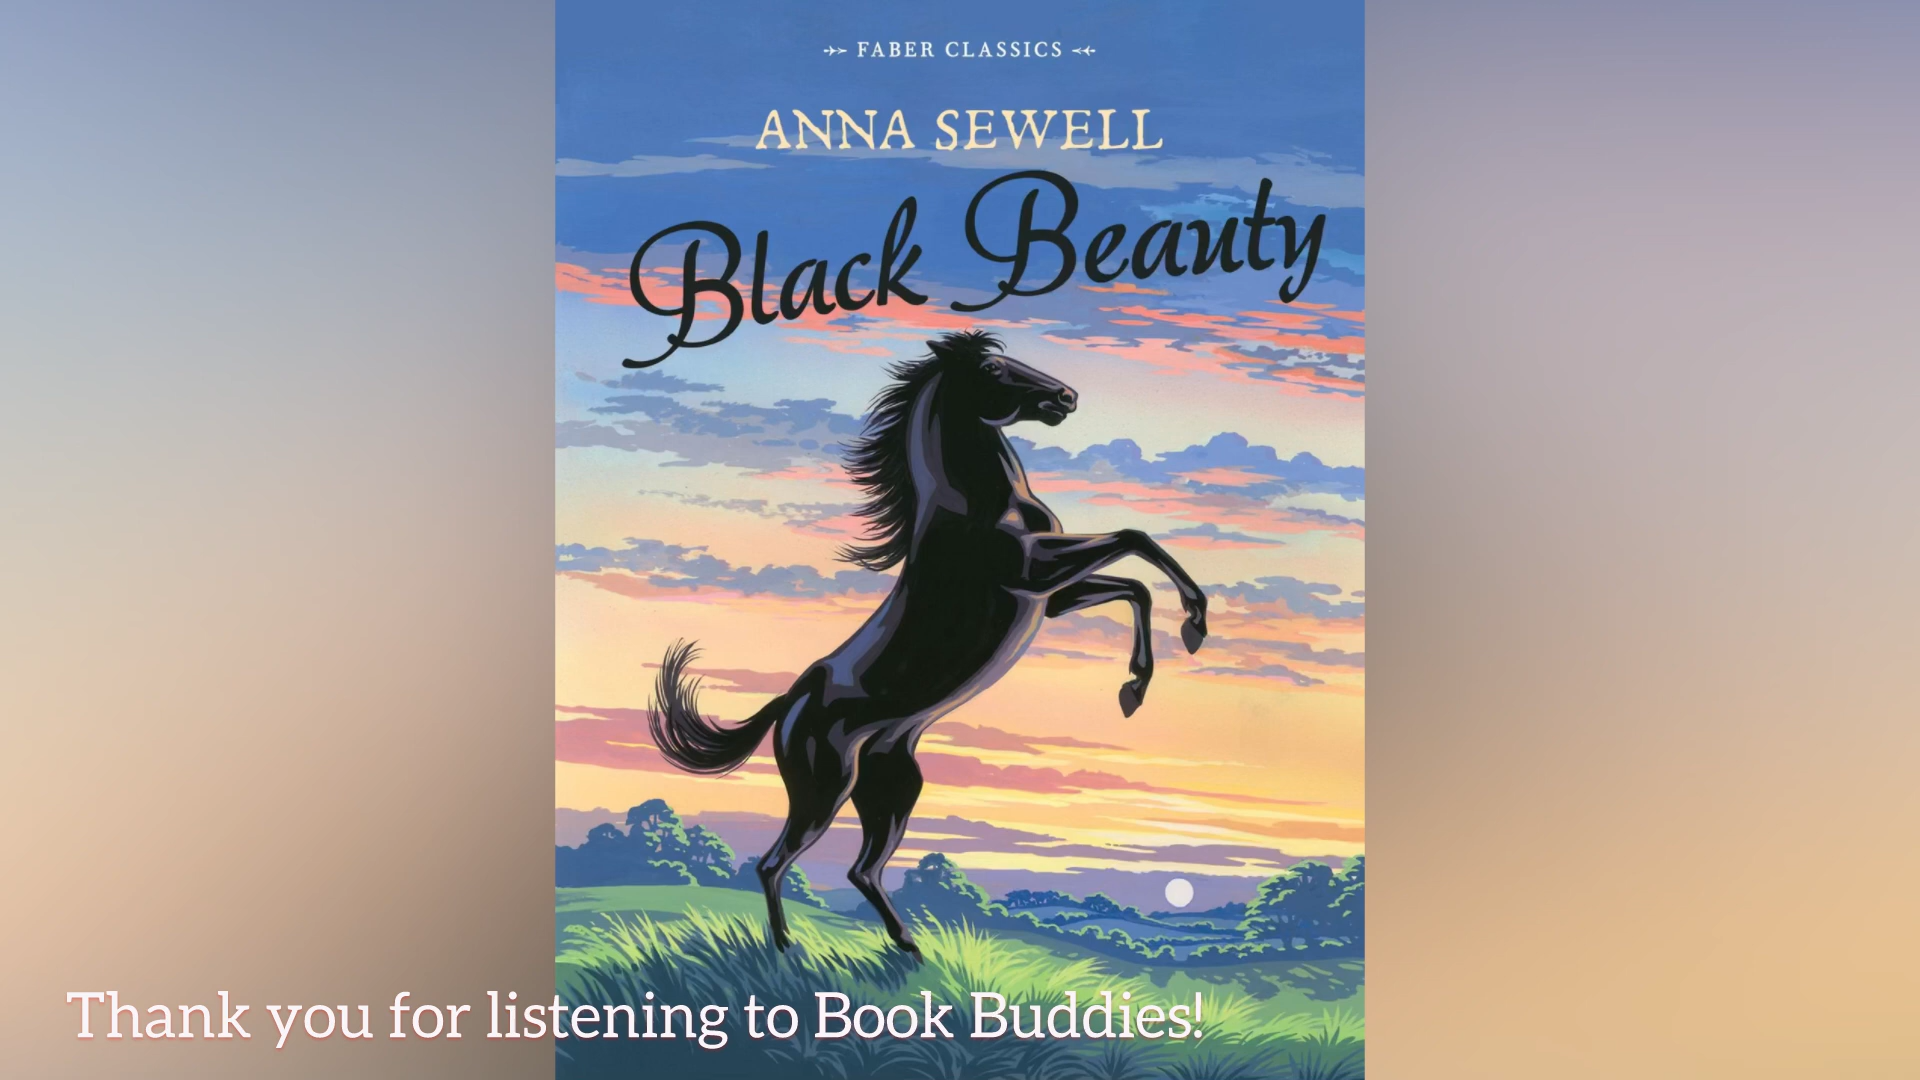 FABER CLASSICS
ANNA SEWELL
Black Beauty
Thank you for listening to Book Buddies!